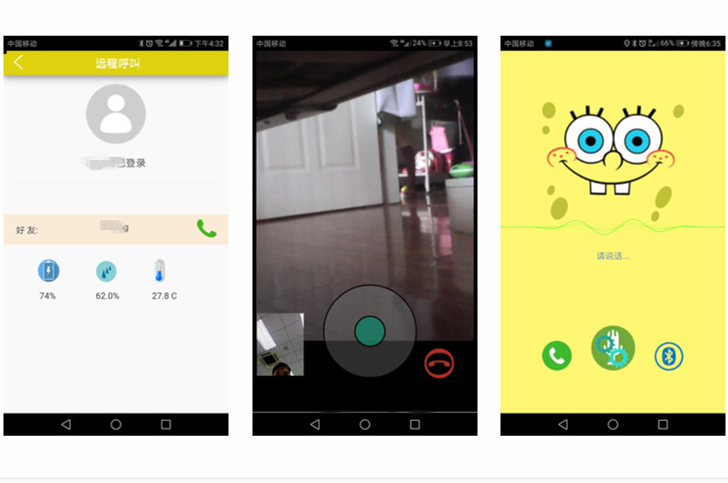 中国移动 下午4:32
远程呼叫
已登录
好友:
4
74% 62.0% 27.8 C
中国移动 24% 早上8:53
中国移动 66% 傍晚6:35
请说话...